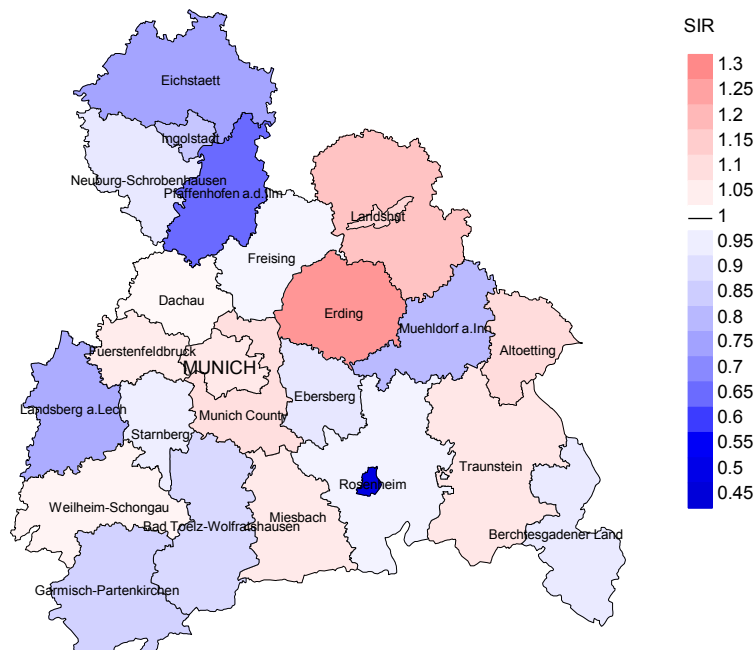 SIR
1.3
1.25
1.2
1.15
1.1
1.05
1
0.95
0.9
0.85
0.8
0.75
0.7
0.65
0.6
0.55
0.5
0.45
Eichstaett
Ingolstadt
Neuburg-Schrobenhausen
Pfaffenhofen a.d.Ilm
Landshut
Freising
Dachau
Erding
Muehldorf a.Inn
Fuerstenfeldbruck
Altoetting
MUNICH
Ebersberg
Landsberg a.Lech
Munich County
Starnberg
Traunstein
Rosenheim
Weilheim-Schongau
Miesbach
Bad Toelz-Wolfratshausen
Berchtesgadener Land
Garmisch-Partenkirchen